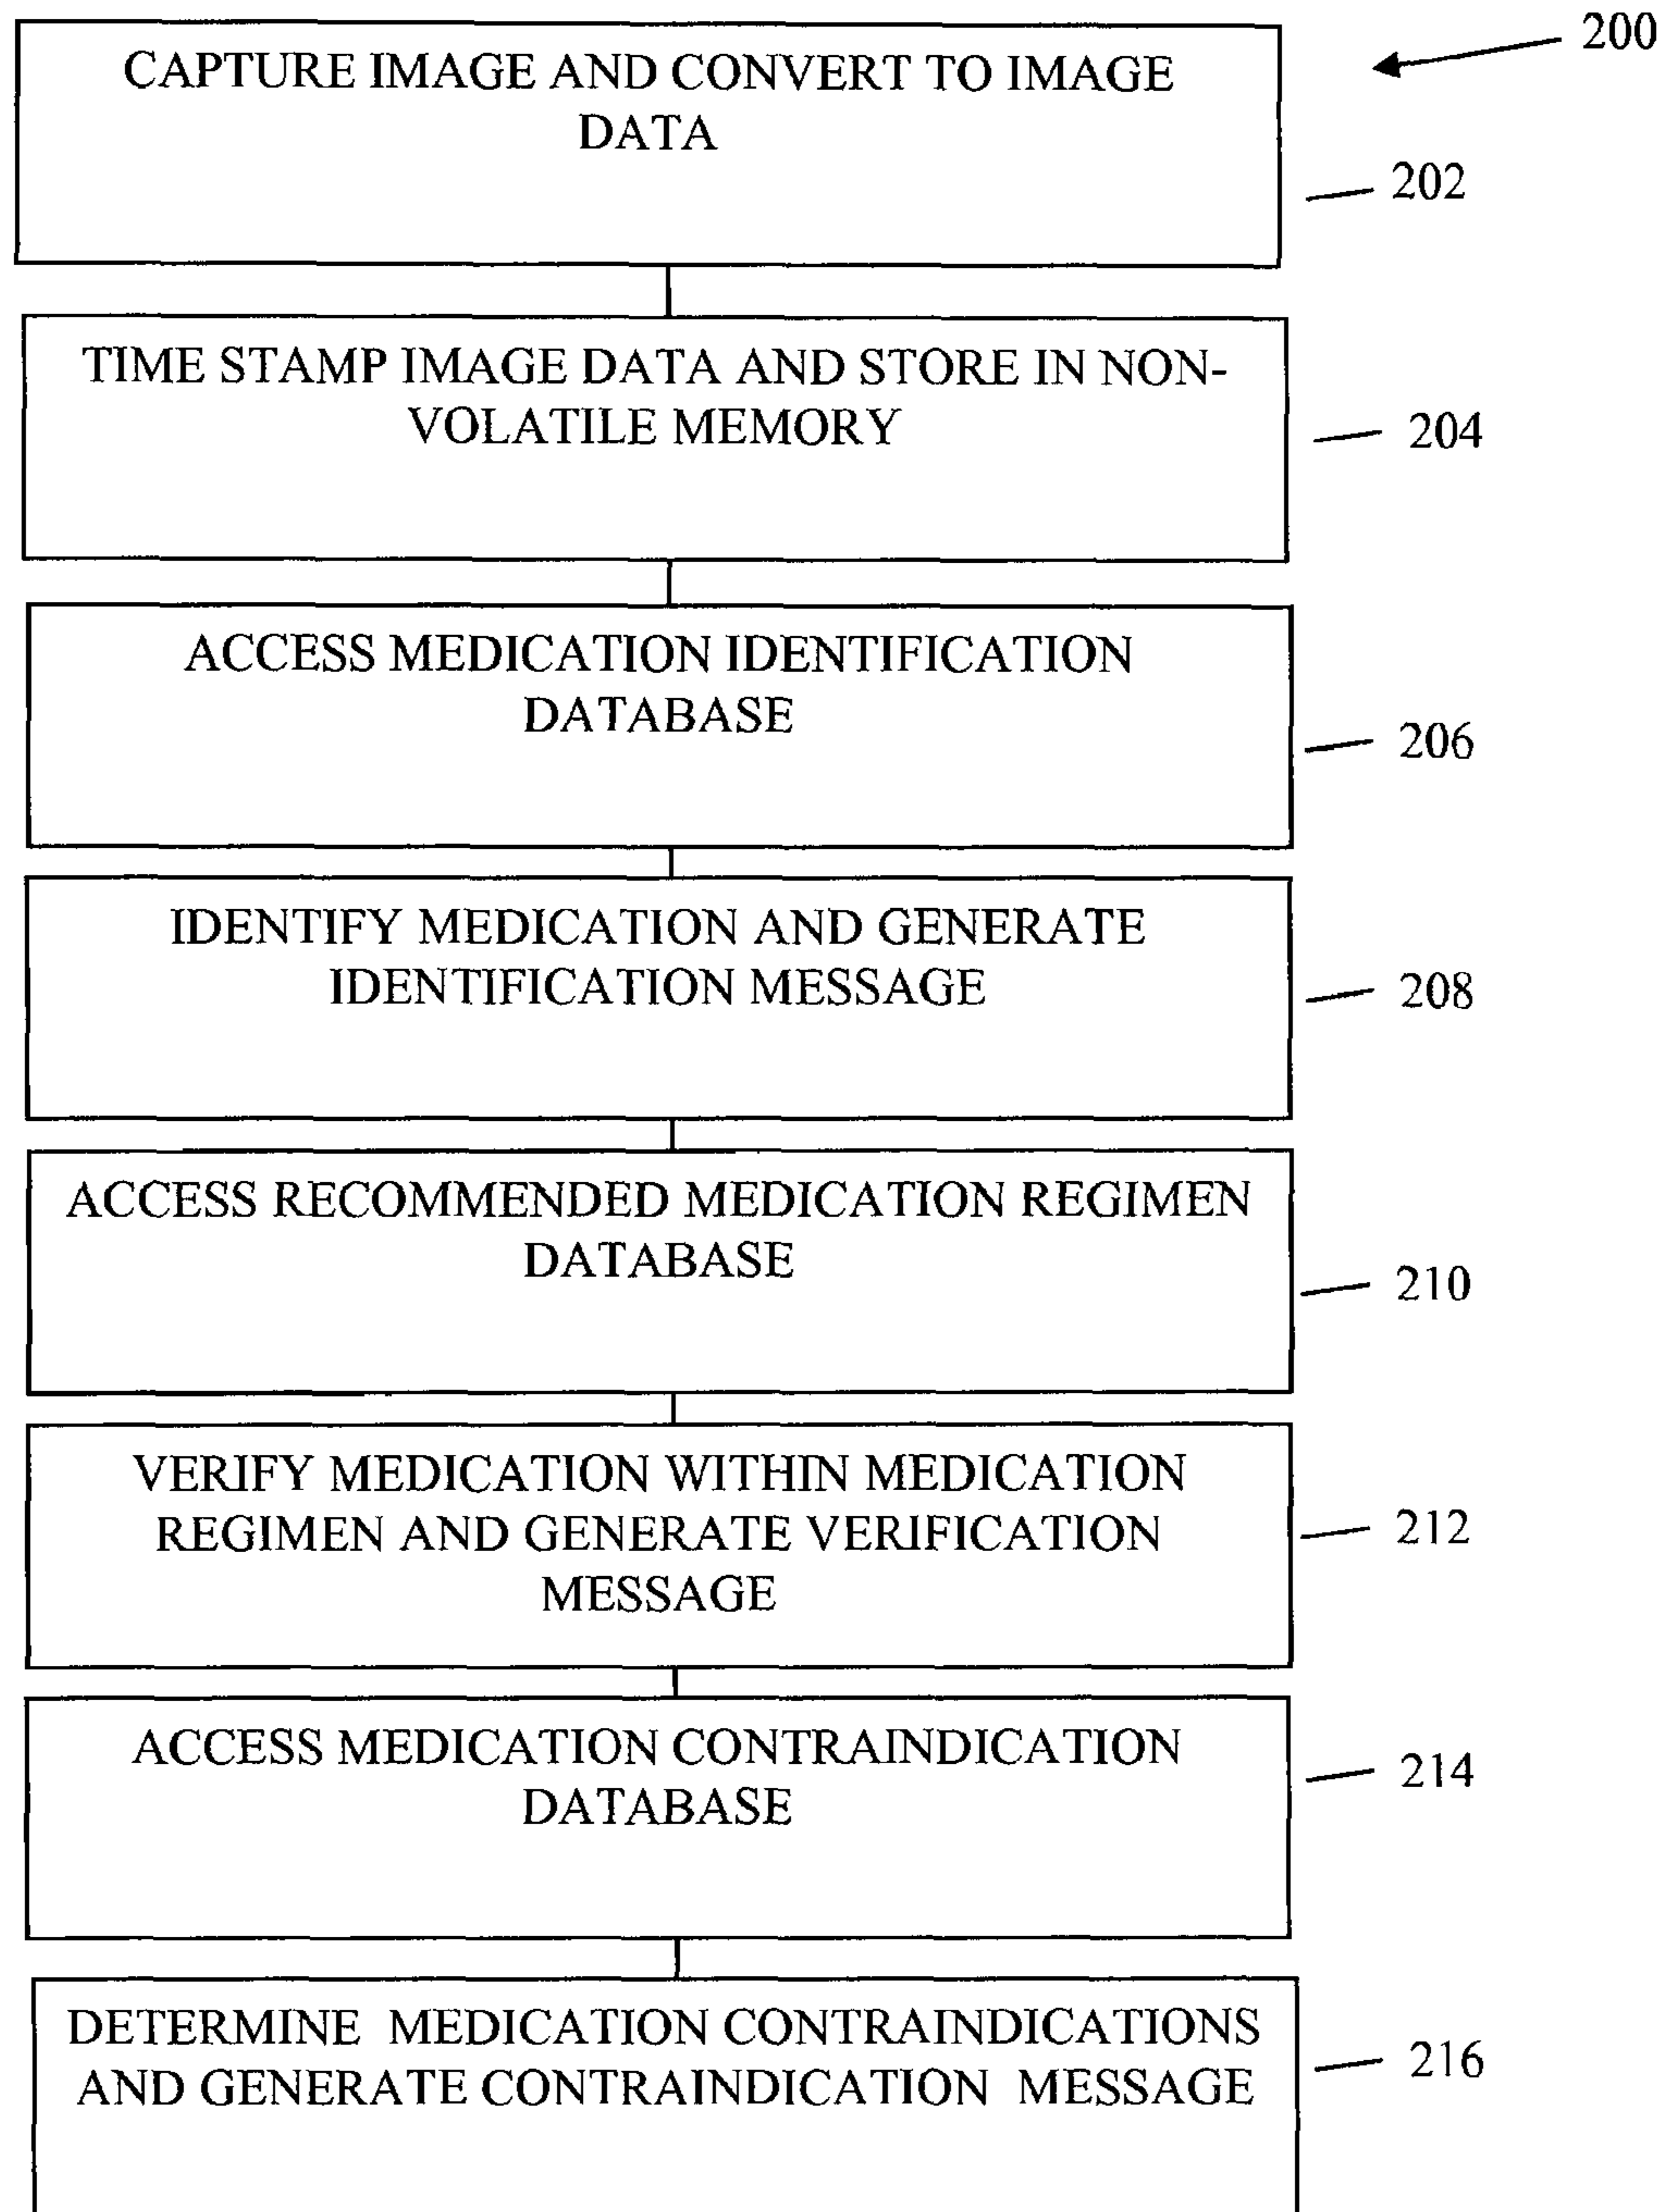 200
CAPTURE IMAGE AND CONVERT TO IMAGE
DATA
202
TIME STAMP IMAGE DATA AND STORE IN NON-
VOLATILE MEMORY
204
ACCESS MEDICATION IDENTIFICATION
DATABASE
206
IDENTIFY MEDICATION AND GENERATE
IDENTIFICATION MESSAGE
208
ACCESS RECOMMENDED MEDICATION REGIMEN
DATABASE
210
VERIFY MEDICATION WITHIN MEDICATION
REGIMEN AND GENERATE VERIFICATION
MESSAGE
212
ACCESS MEDICATION CONTRAINDICATION
DATABASE
214
DETERMINE MEDICATION CONTRAINDICATIONS
AND GENERATE CONTRAINDICATION MESSAGE
216